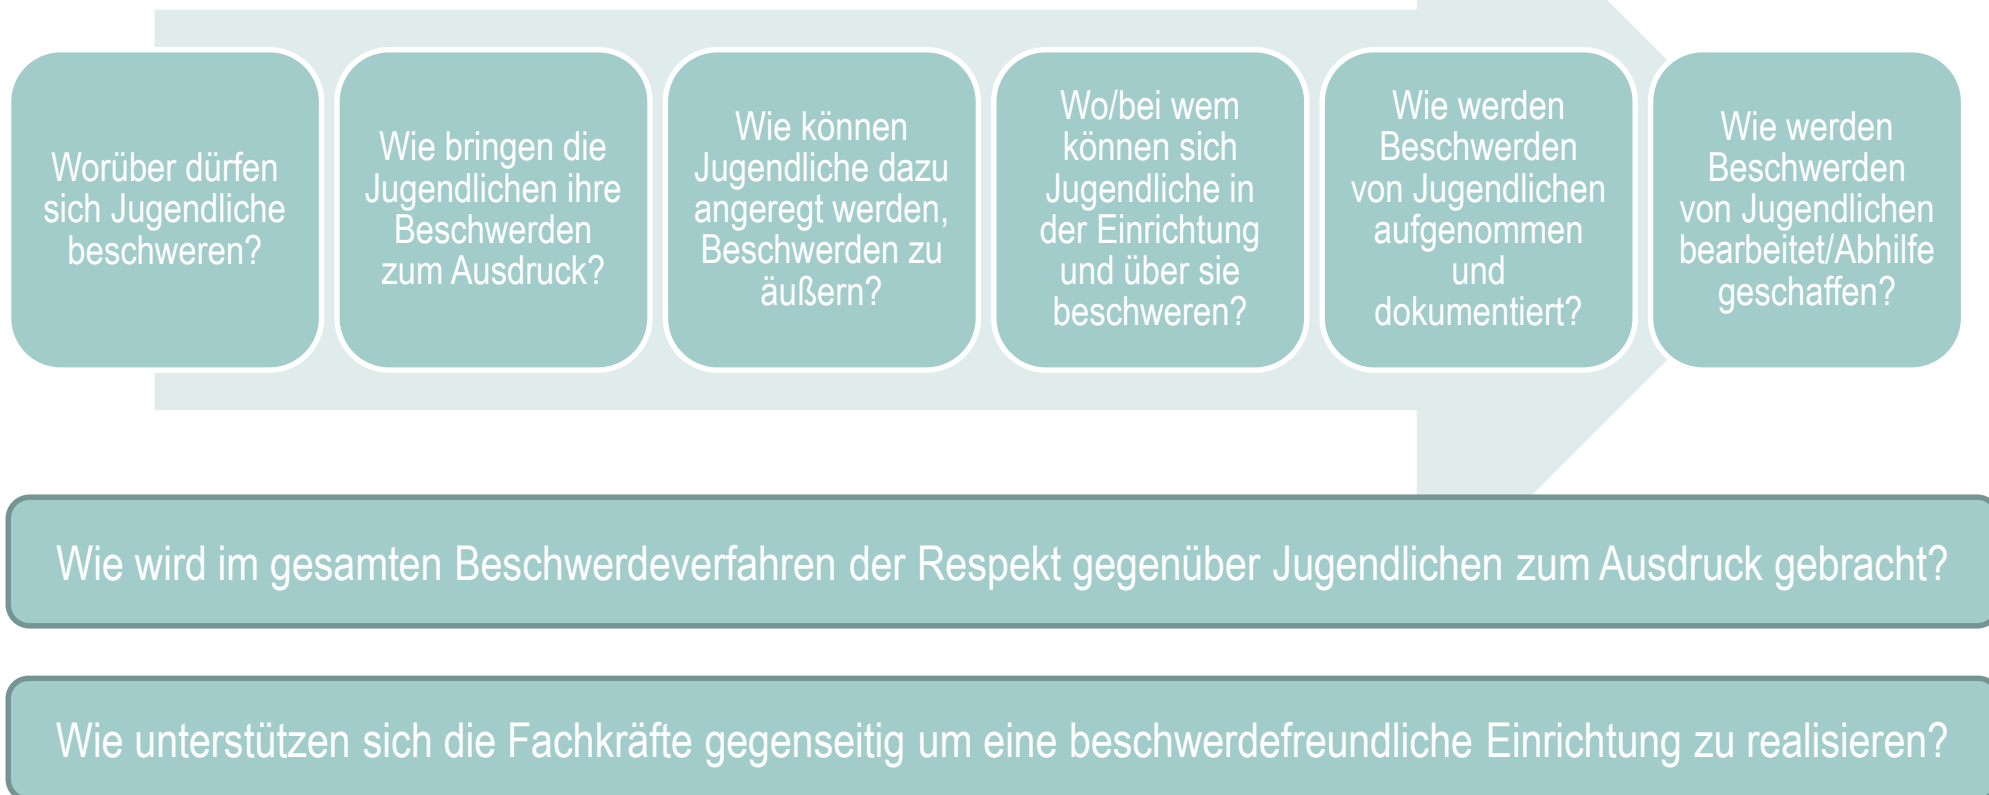 Worüber dürfen
sich Jugendliche
beschweren?
Wie bringen die
Jugendlichen ihre
Beschwerden
zum Ausdruck?
Wie können
Jugendliche dazu
angeregt werden,
Beschwerden zu
äußern?
Wo/bei wem
können sich
Jugendliche in
der Einrichtung
und über sie
beschweren?
Wie werden
Beschwerden
von Jugendlichen
aufgenommen
und
dokumentiert?
Wie werden
Beschwerden
von Jugendlichen
bearbeitet/Abhilfe
geschaffen?
Wie wird im gesamten Beschwerdeverfahren der Respekt gegenüber Jugendlichen zum Ausdruck gebracht?
Wie unterstützen sich die Fachkräfte gegenseitig um eine beschwerdefreundliche Einrichtung zu realisieren?